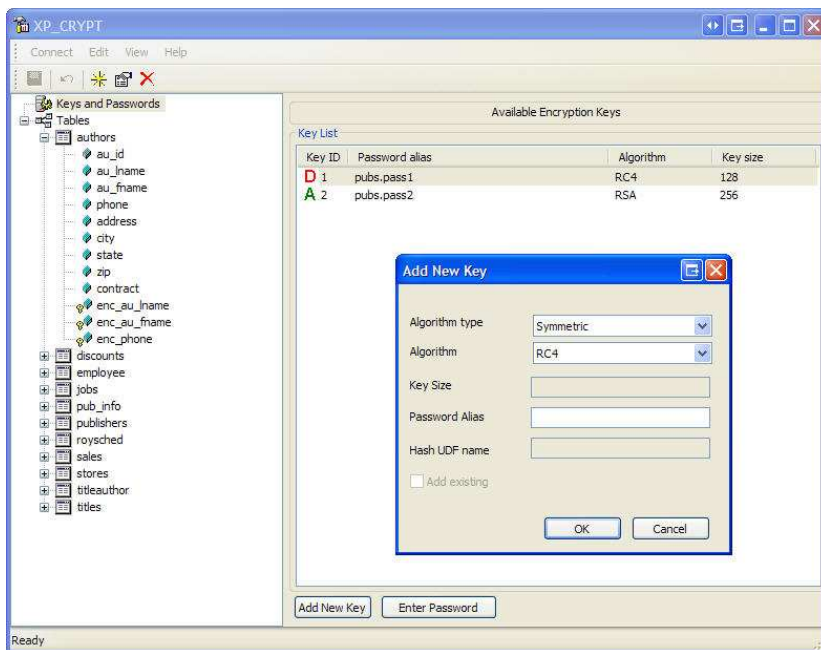 XP_CRYPT
Connect Edit View Help
Keys and Passwords
Tables
authors
au_id
au_lname
au_fname
phone
address
city
state
zip
contract
enc_au_lname
enc_au_fname
enc_phone
discounts
employee
jobs
pub_info
publishers
roysched
sales
stores
titleauthor
titles
Available Encryption Keys
Key List
Key ID Password alias Algorithm Key size
D 1 pubs.pass1 RC4 128
A 2 pubs.pass2 RSA 256
Add New Key
Algorithm type Symmetric
Algorithm RC4
Key Size
Password Alias
Hash UDF name
Add existing
OK Cancel
Add New Key Enter Password
Ready